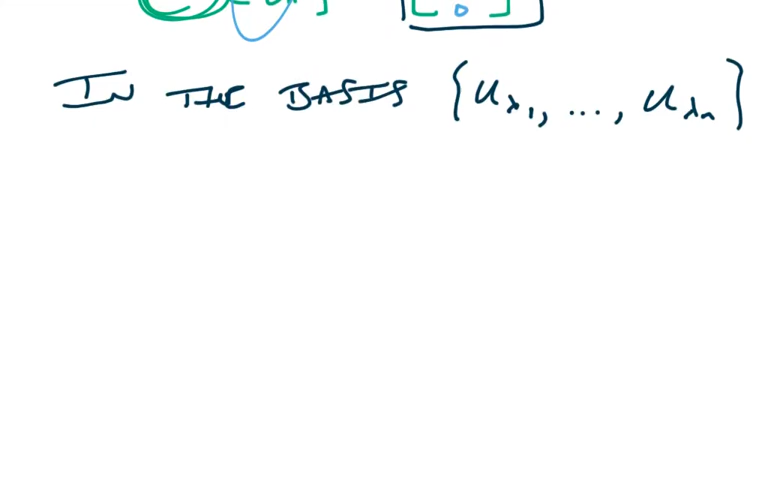 IN THE BASIS {u_λ₁, ..., u_λₙ}